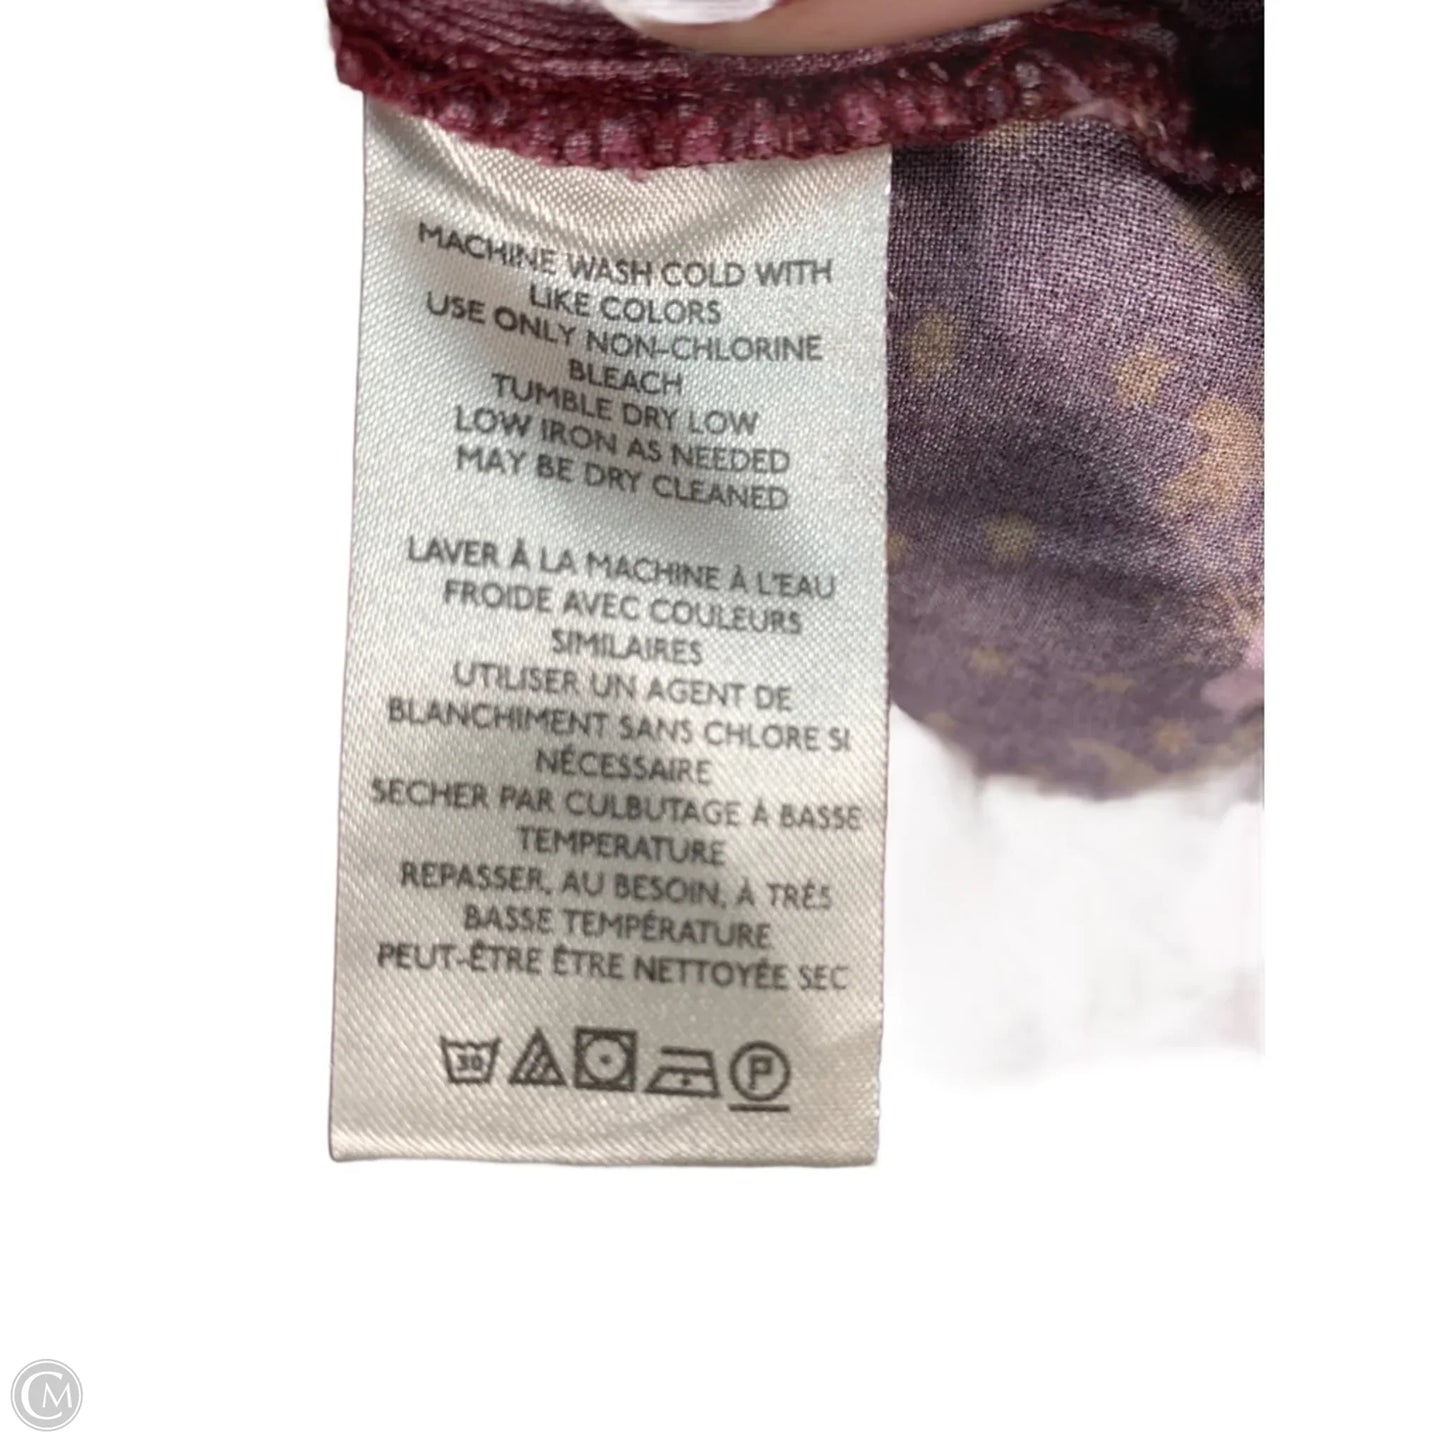 MACHINE WASH COLD WITH
LIKE COLORS
USE ONLY NON-CHLORINE
BLEACH
TUMBLE DRY LOW
LOW IRON AS NEEDED
MAY BE DRY CLEANED
LAVER À LA MACHINE À L'EAU
FROIDE AVEC COULEURS
SIMILAIRES
UTILISER UN AGENT DE
BLANCHIMENT SANS CHLORE SI
NÉCESSAIRE
SECHER PAR CULBUTAGE À BASSE
TEMPERATURE
REPASSER, AU BESOIN, À TRÉS
BASSE TEMPÉRATURE
PEUT-ÊTRE ÊTRE NETTOYÉE SEC
30 P
CM